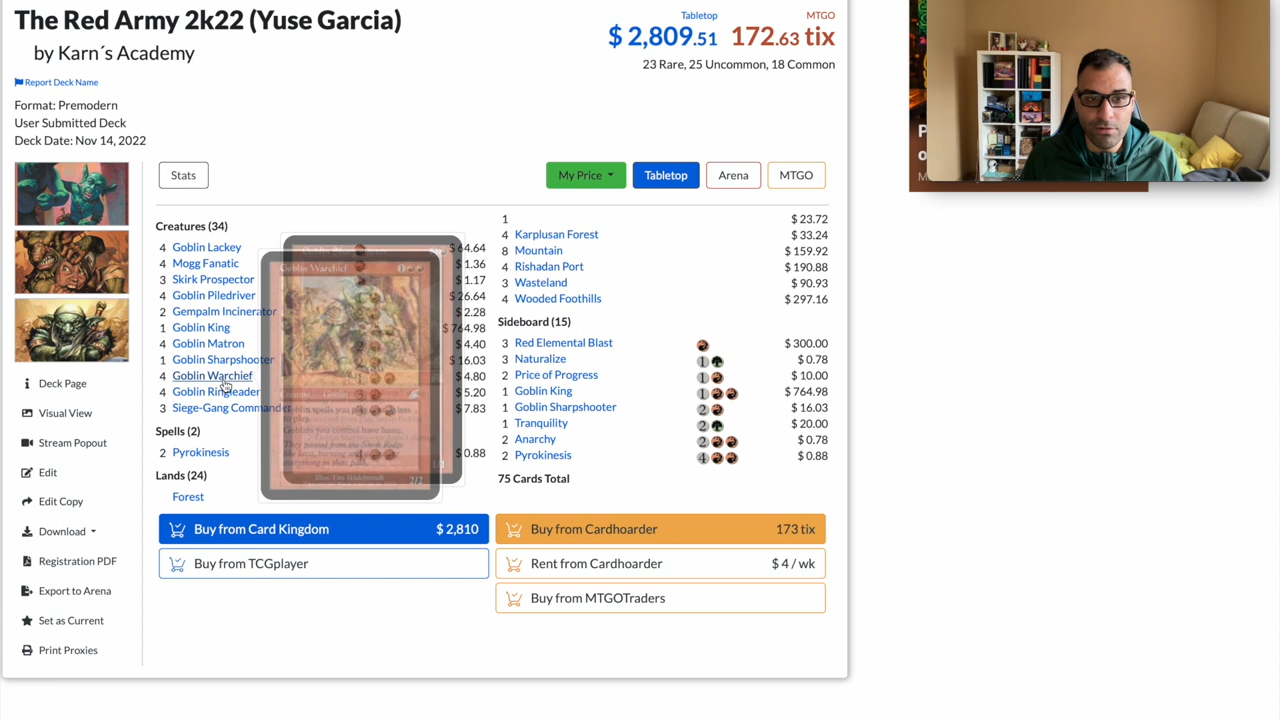 The Red Army 2k22 (Yuse Garcia)
by Karn´s Academy
Tabletop
MTGO
$ 2,809.51
172.63 tix
23 Rare, 25 Uncommon, 18 Common
Report Deck Name
Format: Premodern
User Submitted Deck
Deck Date: Nov 14, 2022
Stats
My Price
Tabletop
Arena
MTGO
Creatures (34)
4 Goblin Lackey $ 64.64
4 Mogg Fanatic $ 1.36
3 Skirk Prospector $ 1.17
4 Goblin Piledriver $ 26.64
2 Gempalm Incinerator $ 2.28
1 Goblin King $ 764.98
4 Goblin Matron $ 4.40
1 Goblin Sharpshooter $ 16.03
4 Goblin Warchief $ 4.80
4 Goblin Ringleader $ 5.20
3 Siege-Gang Commander $ 7.83
Spells (2)
2 Pyrokinesis $ 0.88
Lands (24)
Forest
Goblin Warchief
1 $ 23.72
4 Karplusan Forest $ 33.24
8 Mountain $ 159.92
4 Rishadan Port $ 190.88
3 Wasteland $ 90.93
4 Wooded Foothills $ 297.16
Sideboard (15)
3 Red Elemental Blast $ 300.00
3 Naturalize 1 $ 0.78
2 Price of Progress 1 $ 10.00
1 Goblin King 1 $ 764.98
1 Goblin Sharpshooter 2 $ 16.03
1 Tranquility 2 $ 20.00
2 Anarchy 2 $ 0.78
2 Pyrokinesis 4 $ 0.88
75 Cards Total
Deck Page
Visual View
Stream Popout
Edit
Edit Copy
Download
Registration PDF
Export to Arena
Set as Current
Print Proxies
Buy from Card Kingdom $ 2,810
Buy from TCGplayer
Buy from Cardhoarder 173 tix
Rent from Cardhoarder $ 4 / wk
Buy from MTGOTraders